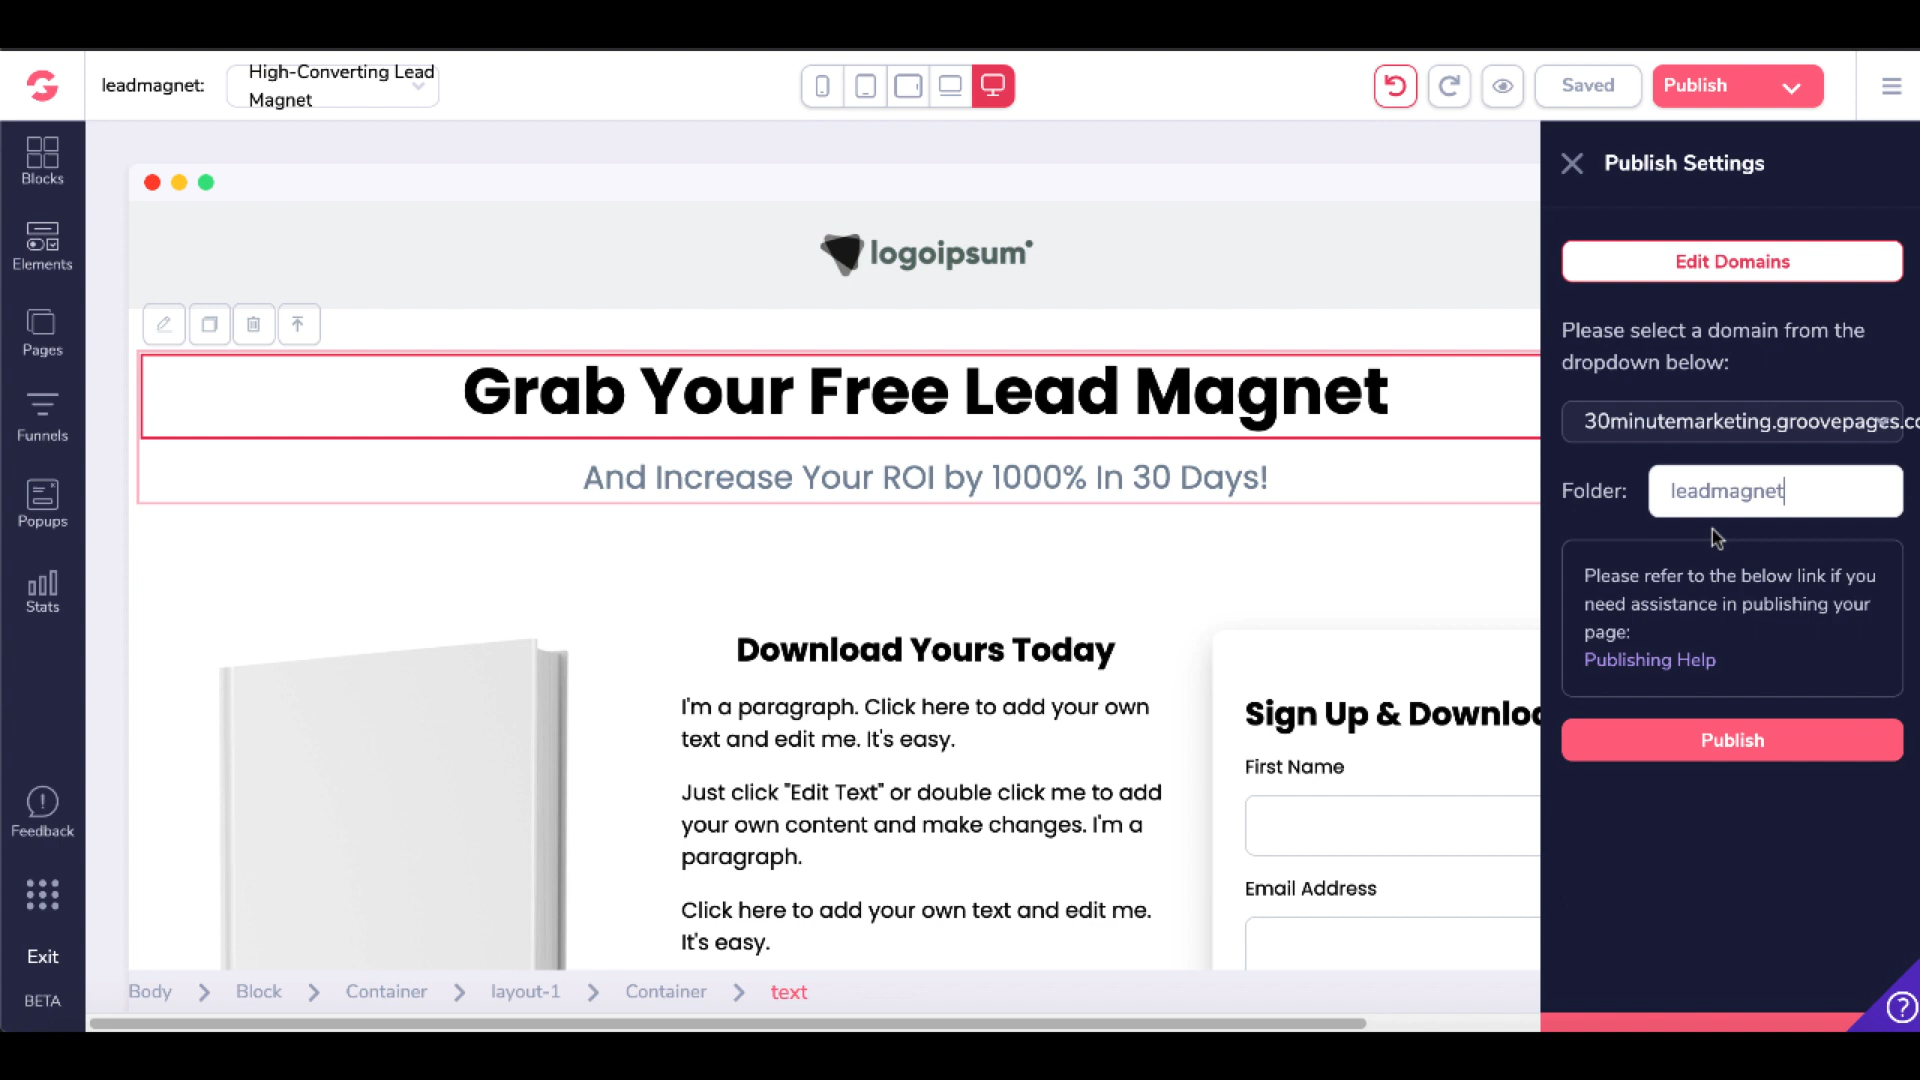 leadmagnet:
High-Converting Lead
Magnet
Saved
Publish
Blocks
Elements
Pages
Funnels
Popups
Stats
Feedback
Exit
BETA
logoipsum
Grab Your Free Lead Magnet
And Increase Your ROI by 1000% In 30 Days!
Download Yours Today
I'm a paragraph. Click here to add your own
text and edit me. It's easy.
Just click "Edit Text" or double click me to add
your own content and make changes. I'm a
paragraph.
Click here to add your own text and edit me.
It's easy.
Sign Up & Downloa
First Name
Email Address
Body
Block
Container
layout-1
Container
text
Publish Settings
Edit Domains
Please select a domain from the
dropdown below:
30minutemarketing.groovepages.co
Folder:
leadmagnet
Please refer to the below link if you
need assistance in publishing your
page:
Publishing Help
Publish
?